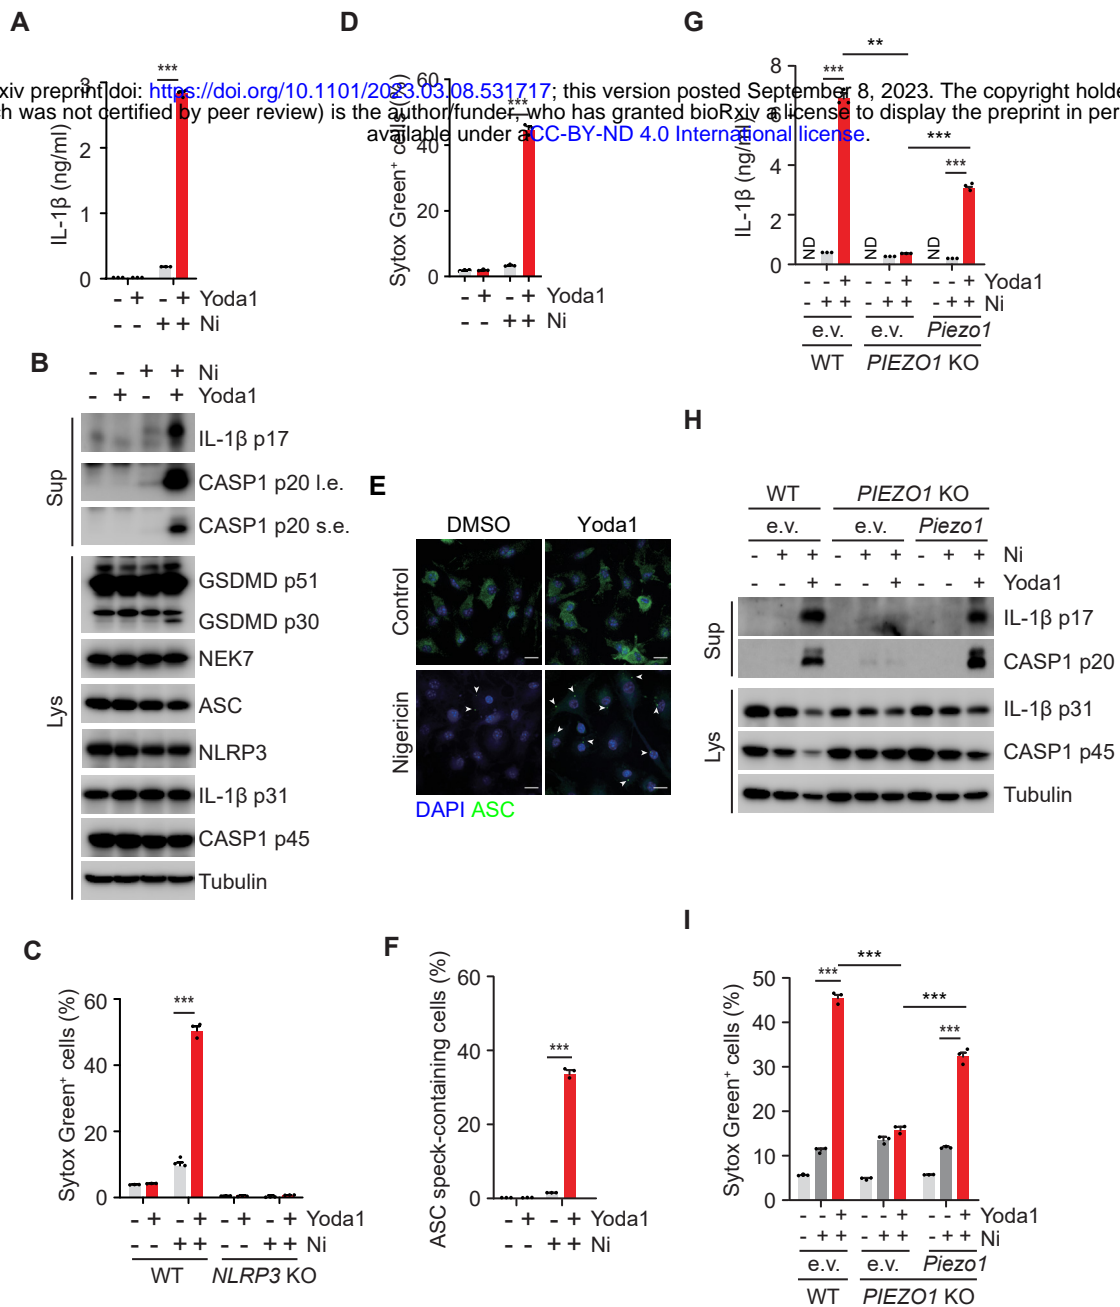 A
D
G
bioRxiv preprint doi: https://doi.org/10.1101/2023.03.08.531717; this version posted September 8, 2023. The copyright holder
which was not certified by peer review) is the author/funder, who has granted bioRxiv a license to display the preprint in per
available under aCC-BY-ND 4.0 International license.
IL-1β (ng/ml)
3
2
1
0
***
- + - + Yoda1
- - + + Ni
Sytox Green⁺ cells (%)
60
40
20
0
***
- + - + Yoda1
- - + + Ni
IL-1β (ng/ml)
8
6
4
2
0
**
***
***
***
ND
ND
ND
- - + - - + - - + Yoda1
- + + - + + - + + Ni
e.v. e.v. Piezo1
WT PIEZO1 KO
B
- - + + Ni
- + - + Yoda1
Sup
IL-1β p17
CASP1 p20 l.e.
CASP1 p20 s.e.
Lys
GSDMD p51
GSDMD p30
NEK7
ASC
NLRP3
IL-1β p31
CASP1 p45
Tubulin
E
DMSO Yoda1
Control
Nigericin
DAPI ASC
H
WT PIEZO1 KO
e.v. e.v. Piezo1
- + + - + + - + + Ni
- - + - - + - - + Yoda1
Sup
IL-1β p17
CASP1 p20
Lys
IL-1β p31
CASP1 p45
Tubulin
C
Sytox Green⁺ cells (%)
60
40
20
0
***
- + - + - + - + Yoda1
- - + + - - + + Ni
WT NLRP3 KO
F
ASC speck-containing cells (%)
60
40
20
0
***
- + - + Yoda1
- - + + Ni
I
Sytox Green⁺ cells (%)
50
40
30
20
10
0
***
***
***
***
- - + - - + - - + Yoda1
- + + - + + - + + Ni
e.v. e.v. Piezo1
WT PIEZO1 KO